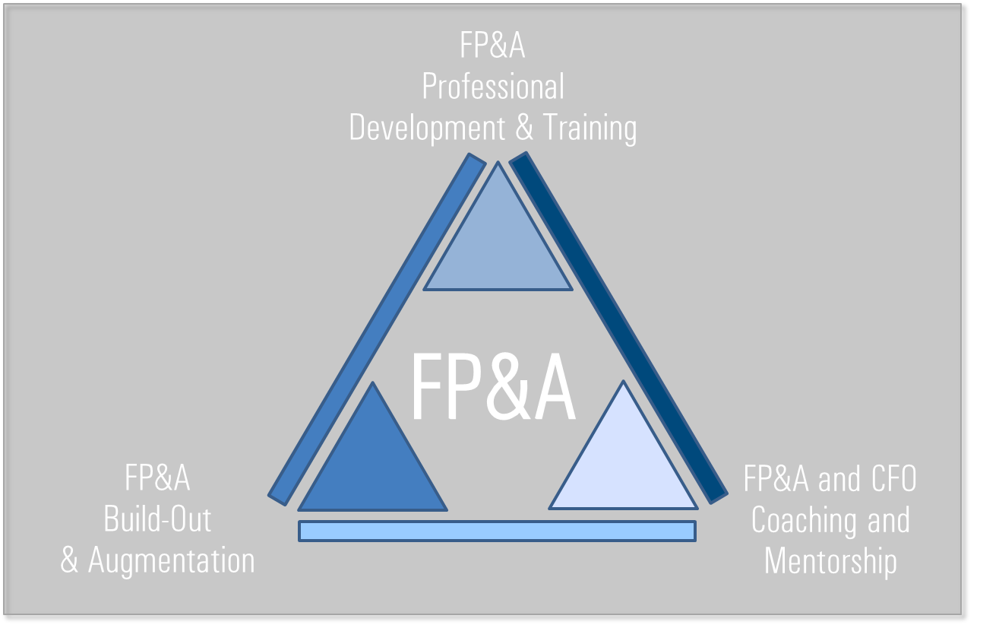 FP&A
Professional
Development & Training
FP&A
FP&A
Build-Out
& Augmentation
FP&A and CFO
Coaching and
Mentorship